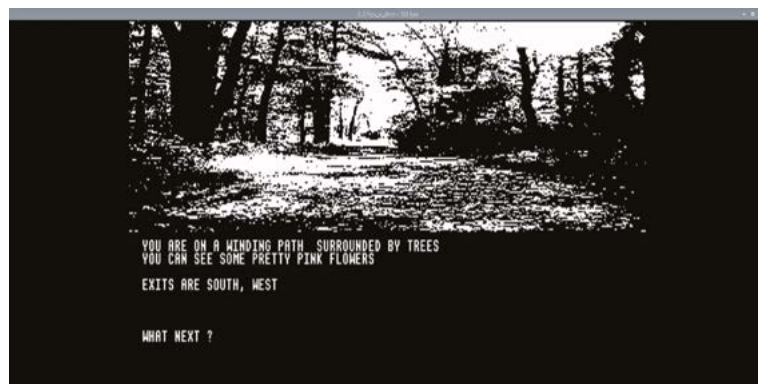 YOU ARE ON A WINDING PATH SURROUNDED BY TREES
YOU CAN SEE SOME PRETTY PINK FLOWERS
EXITS ARE SOUTH, WEST
WHAT NEXT ?